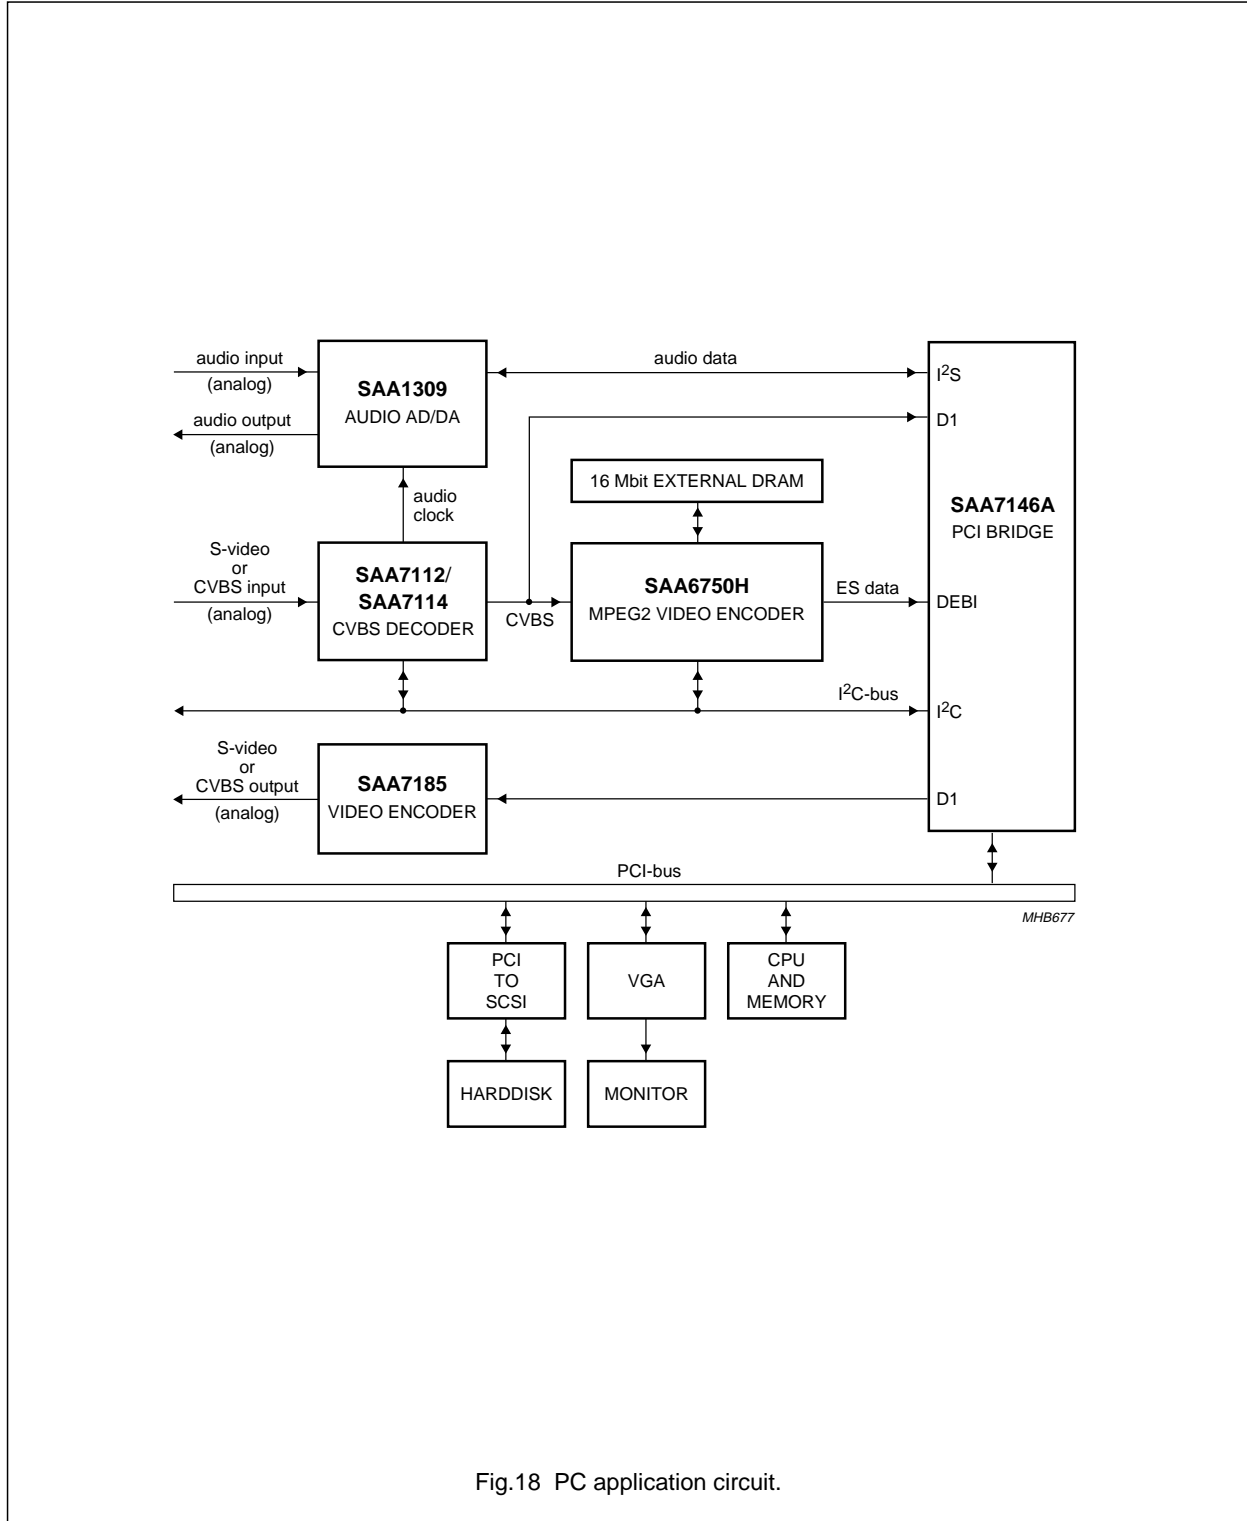 audio input
(analog)
audio output
(analog)
SAA1309
AUDIO AD/DA
audio data
I²S
D1
audio
clock
16 Mbit EXTERNAL DRAM
SAA7146A
PCI BRIDGE
S-video
or
CVBS input
(analog)
SAA7112/
SAA7114
CVBS DECODER
CVBS
SAA6750H
MPEG2 VIDEO ENCODER
ES data
DEBI
I²C-bus
I²C
S-video
or
CVBS output
(analog)
SAA7185
VIDEO ENCODER
D1
PCI-bus
MHB677
PCI
TO
SCSI
VGA
CPU
AND
MEMORY
HARDDISK
MONITOR
Fig.18 PC application circuit.